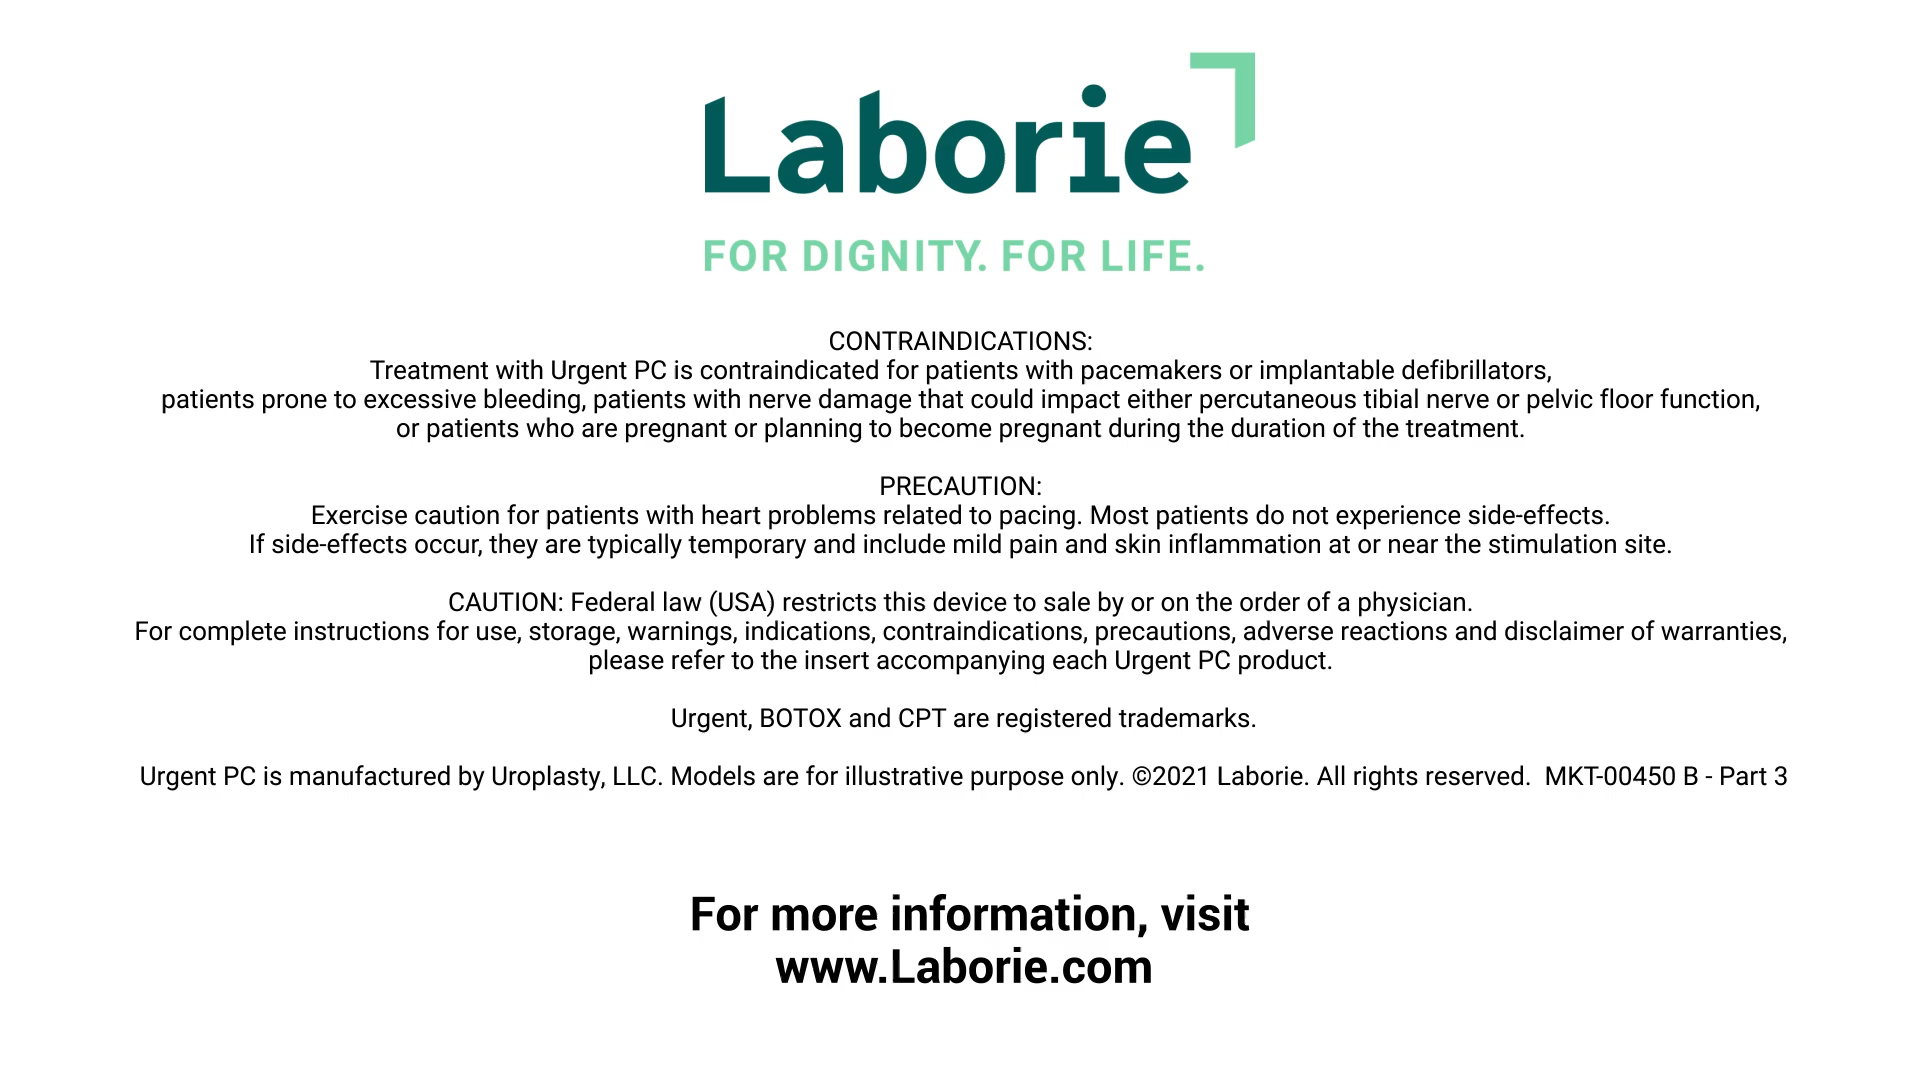 Laborie
FOR DIGNITY. FOR LIFE.
CONTRAINDICATIONS:
Treatment with Urgent PC is contraindicated for patients with pacemakers or implantable defibrillators,
patients prone to excessive bleeding, patients with nerve damage that could impact either percutaneous tibial nerve or pelvic floor function,
or patients who are pregnant or planning to become pregnant during the duration of the treatment.
PRECAUTION:
Exercise caution for patients with heart problems related to pacing. Most patients do not experience side-effects.
If side-effects occur, they are typically temporary and include mild pain and skin inflammation at or near the stimulation site.
CAUTION: Federal law (USA) restricts this device to sale by or on the order of a physician.
For complete instructions for use, storage, warnings, indications, contraindications, precautions, adverse reactions and disclaimer of warranties,
please refer to the insert accompanying each Urgent PC product.
Urgent, BOTOX and CPT are registered trademarks.
Urgent PC is manufactured by Uroplasty, LLC. Models are for illustrative purpose only. ©2021 Laborie. All rights reserved.  MKT-00450 B - Part 3
For more information, visit
www.Laborie.com